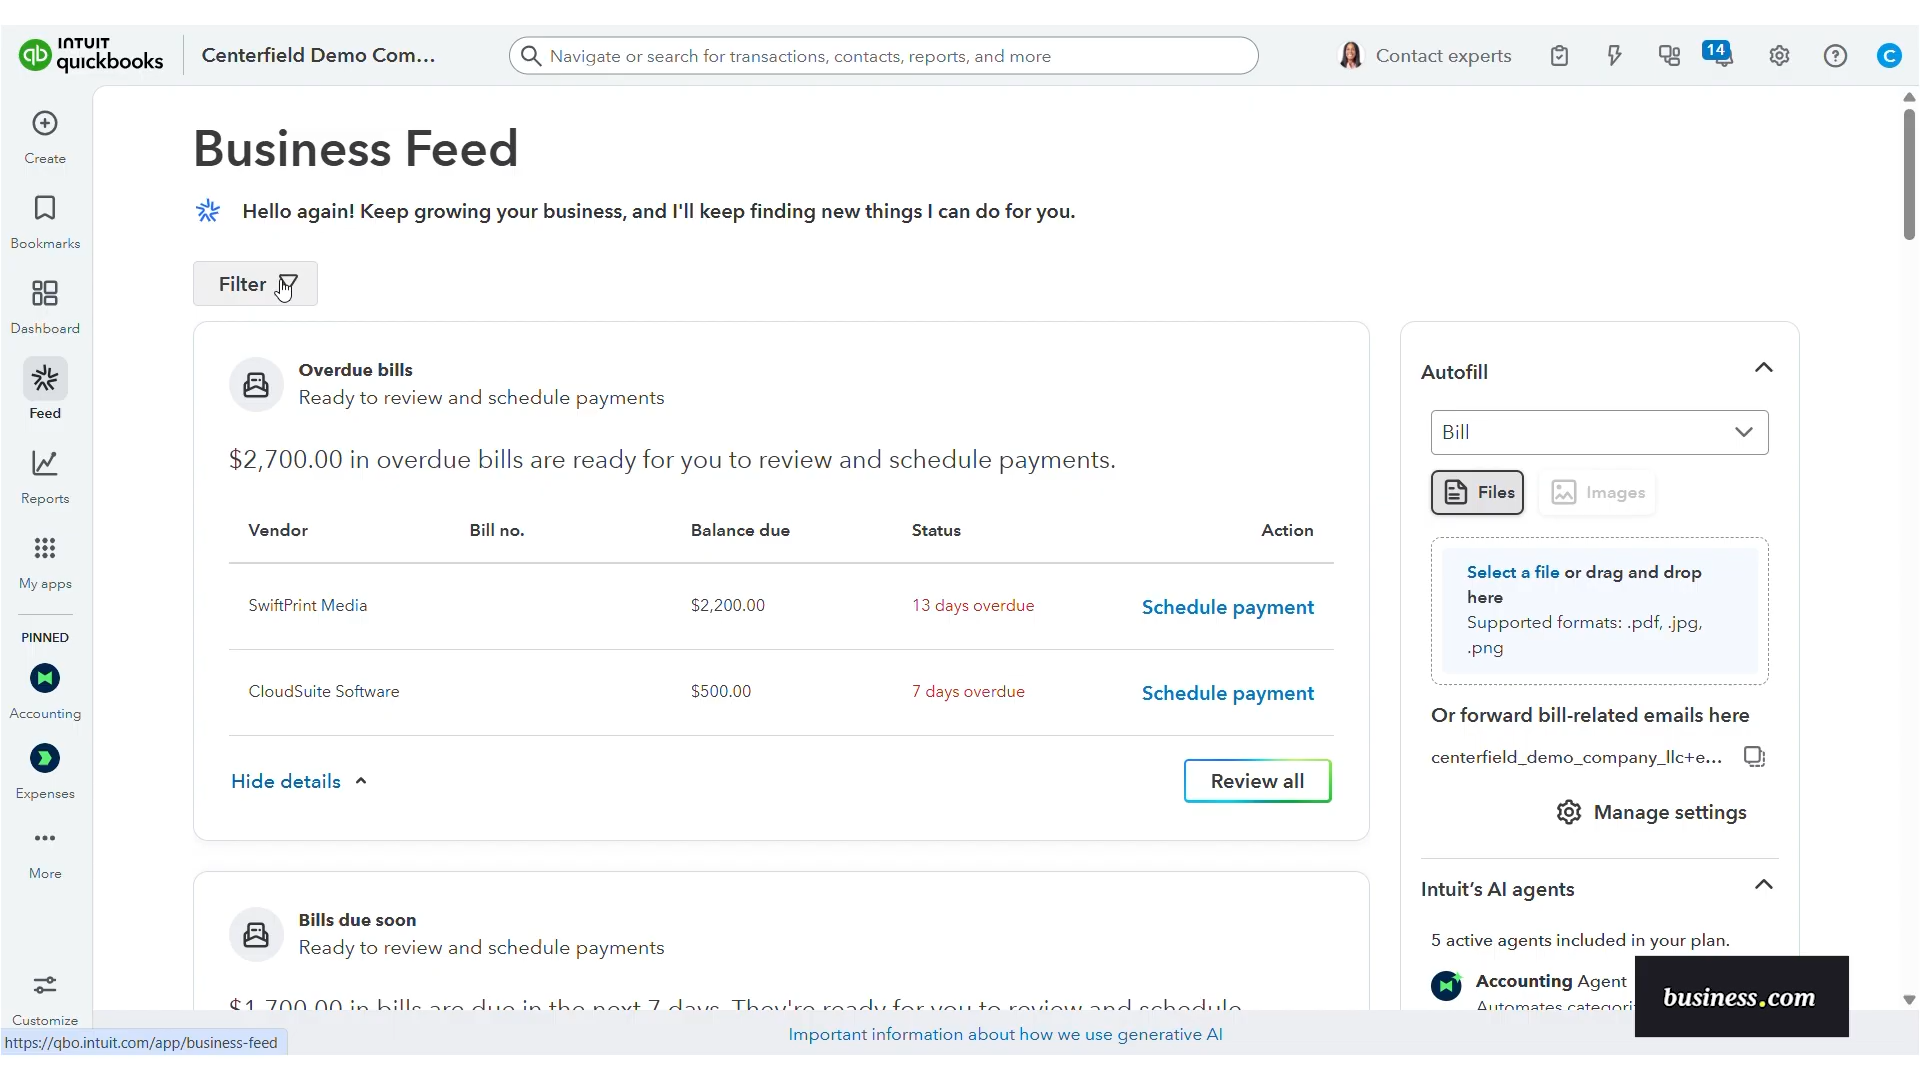 INTUIT
quickbooks
Centerfield Demo Com...
Navigate or search for transactions, contacts, reports, and more
Contact experts
14
C
Create
Bookmarks
Dashboard
Feed
Reports
My apps
PINNED
Accounting
Expenses
More
Customize
Business Feed
Hello again! Keep growing your business, and I'll keep finding new things I can do for you.
Filter
Overdue bills
Ready to review and schedule payments
$2,700.00 in overdue bills are ready for you to review and schedule payments.
Vendor Bill no. Balance due Status Action
SwiftPrint Media $2,200.00 13 days overdue Schedule payment
CloudSuite Software $500.00 7 days overdue Schedule payment
Hide details
Review all
Bills due soon
Ready to review and schedule payments
$1,700.00 in bills are due in the next 7 days. They're ready for you to review and schedule
Autofill
Bill
Files
Images
Select a file or drag and drop
here
Supported formats: .pdf, .jpg,
.png
Or forward bill-related emails here
centerfield_demo_company_llc+e...
Manage settings
Intuit's AI agents
5 active agents included in your plan.
Accounting Agent
Automates categori
business.com
Important information about how we use generative AI
https://qbo.intuit.com/app/business-feed